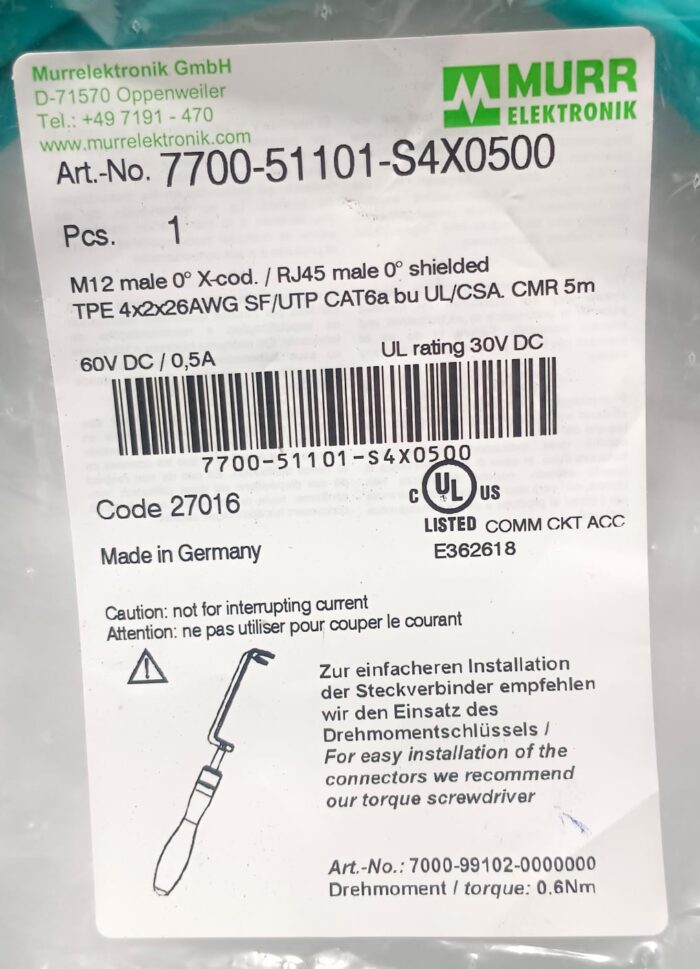 Murrelektronik GmbH
D-71570 Oppenweiler
Tel.: +49 7191 - 470
www.murrelektronik.com
MURR
ELEKTRONIK
Art.-No. 7700-51101-S4X0500
Pcs. 1
M12 male 0° X-cod. / RJ45 male 0° shielded
TPE 4x2x26AWG SF/UTP CAT6a bu UL/CSA. CMR 5m
60V DC / 0,5A
UL rating 30V DC
7700-51101-S4X0500
Code 27016
C UL US
LISTED COMM CKT ACC
E362618
Made in Germany
Caution: not for interrupting current
Attention: ne pas utiliser pour couper le courant
Zur einfacheren Installation
der Steckverbinder empfehlen
wir den Einsatz des
Drehmomentschlüssels /
For easy installation of the
connectors we recommend
our torque screwdriver
Art.-No.: 7000-99102-0000000
Drehmoment / torque: 0.6Nm